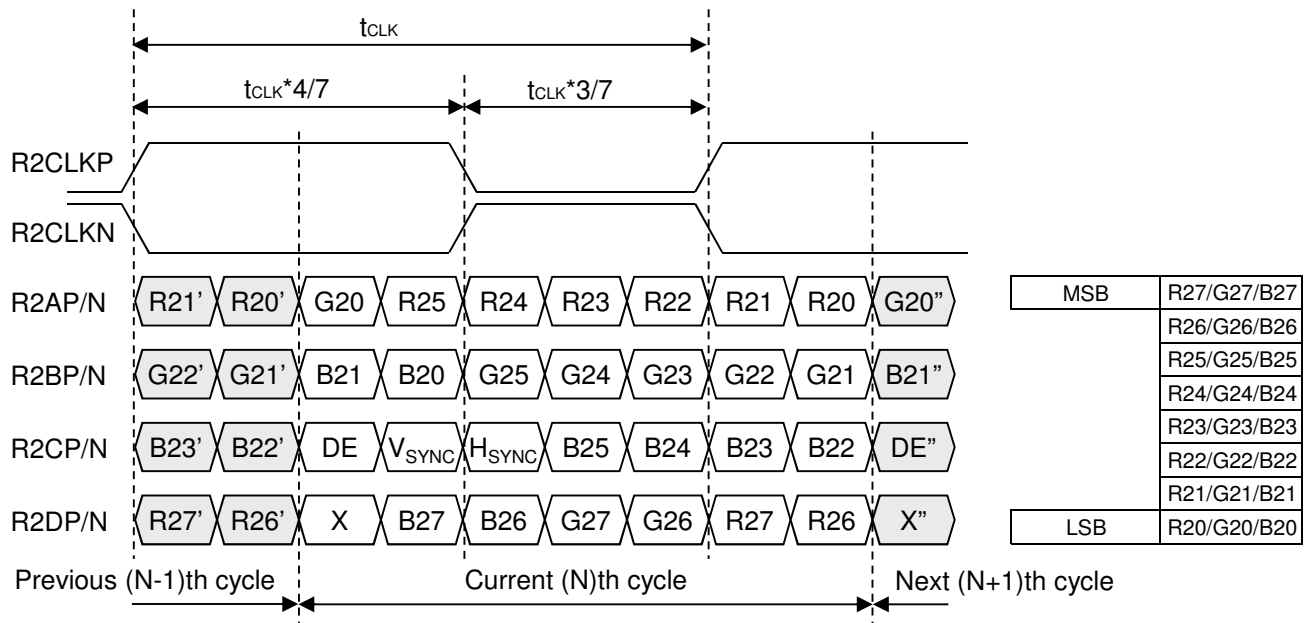 tCLK
tCLK*4/7 tCLK*3/7
R2CLKP
R2CLKN
R2AP/N R21’ R20’ G20 R25 R24 R23 R22 R21 R20 G20”
R2BP/N G22’ G21’ B21 B20 G25 G24 G23 G22 G21 B21”
R2CP/N B23’ B22’ DE VSYNC HSYNC B25 B24 B23 B22 DE”
R2DP/N R27’ R26’ X B27 B26 G27 G26 R27 R26 X”
Previous (N-1)th cycle Current (N)th cycle Next (N+1)th cycle
MSB R27/G27/B27
R26/G26/B26
R25/G25/B25
R24/G24/B24
R23/G23/B23
R22/G22/B22
R21/G21/B21
LSB R20/G20/B20